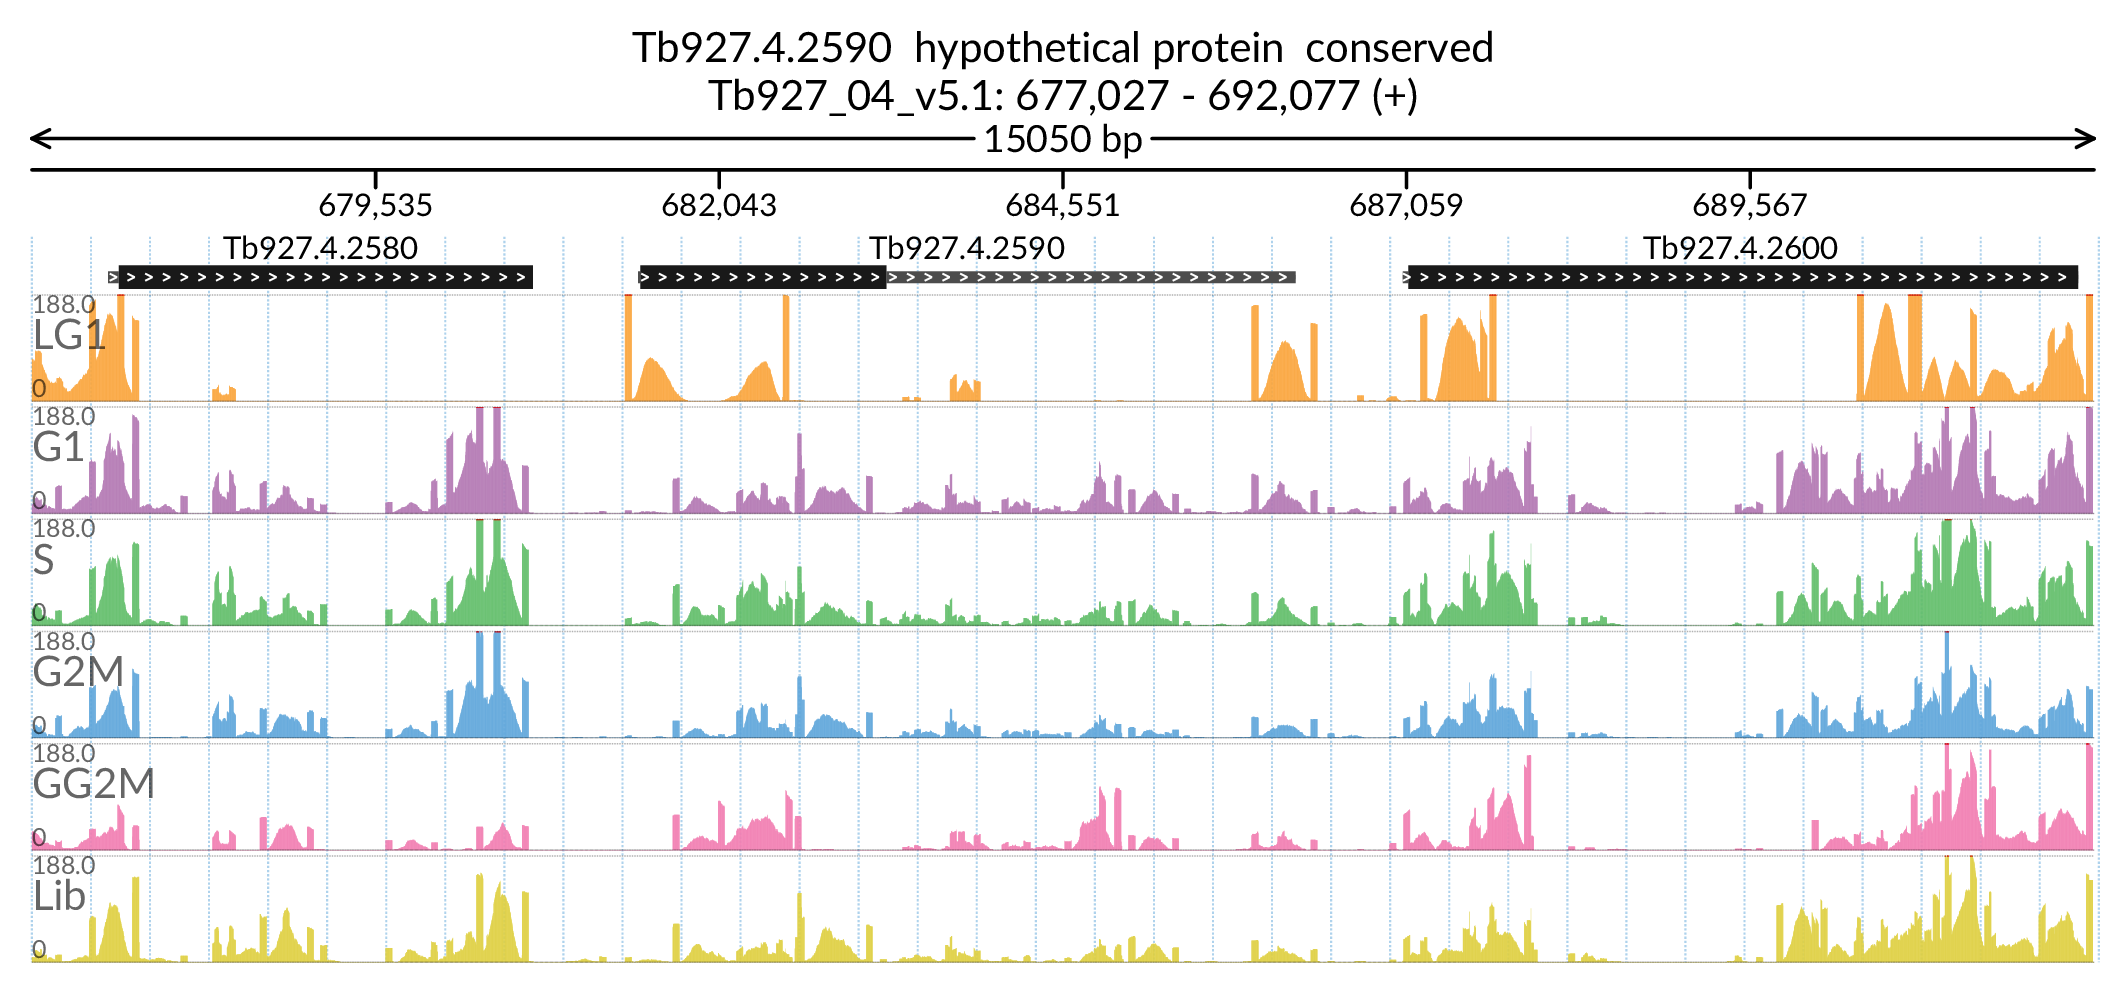 Tb927.4.2590 hypothetical protein conserved
Tb927_04_v5.1: 677,027 - 692,077 (+)
15050 bp
679,535 682,043 684,551 687,059 689,567
Tb927.4.2580 Tb927.4.2590 Tb927.4.2600
188.0
LG1
0
188.0
G1
0
188.0
S
0
188.0
G2M
0
188.0
GG2M
0
188.0
Lib
0